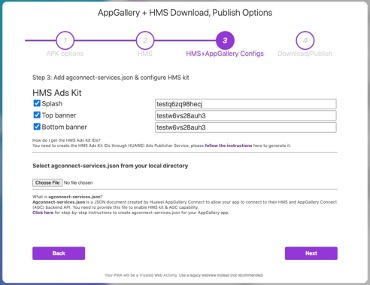 AppGallery + HMS Download, Publish Options
1
2
3
4
APK options
HMS
HMS+AppGallery Configs
Download/Publish
Step 3: Add agconnect-services.json & configure HMS kit
HMS Ads Kit
Splash
testq6zq98hecj
Top banner
testw6vs28auh3
Bottom banner
testw6vs28auh3
How do I get the HMS Ads Kit IDs?
You need to create the HMS Ads Kit IDs through HUAWEI Ads Publisher Service, please follow the instructions here to generate it.
Select agconnect-services.json from your local directory
Choose File No file chosen
What is agconnect-services.json?
agconnect-services.json is a JSON document created by Huawei AppGallery Connect to allow your app to connect to their HMS and AppGallery Connect
(AGC) backend API. You need to provide this file to enable HMS kit & AGC capability.
Click here for step-by-step instructions to create agconnect-services.json for your AppGallery app.
Back
Next
Your PWA will be a Trusted Web Activity. Use a legacy webview instead (not recommended)